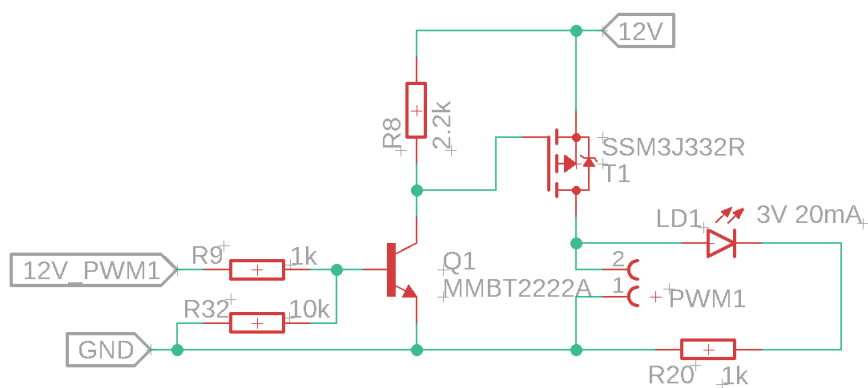 12V
R8
2.2k
SSM3J332R
T1
LD1
3V 20mA
R9
1k
12V_PWM1
Q1
MMBT2222A
2
1
PWM1
R32
10k
GND
R20
1k